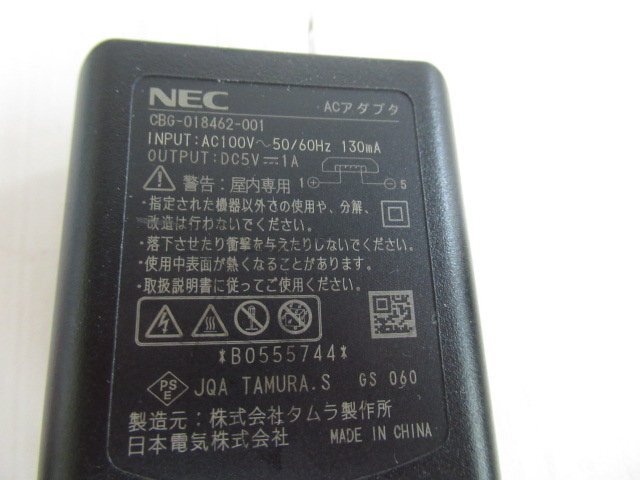 NEC ACアダプタ
CBG-018462-001
INPUT:AC100V～50/60Hz 130mA
OUTPUT:DC5V⎓1A
警告:屋内専用 1 5
・指定された機器以外での使用や、分解、
改造は行わないでください。
・落下させたり衝撃を与えたりしないでください。
・使用中表面が熱くなることがあります。
・取扱説明書に従ってご使用ください。
*B0555744*
PSE JQA TAMURA.S GS 060
製造元:株式会社タムラ製作所
日本電気株式会社 MADE IN CHINA